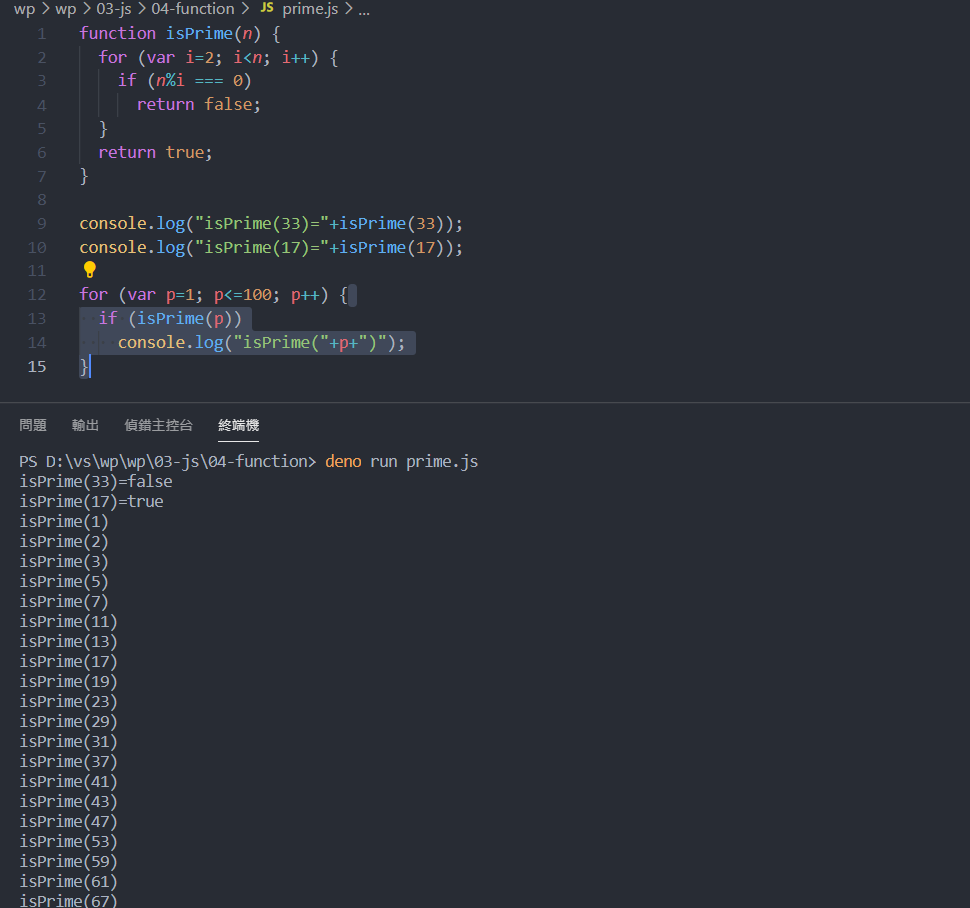 wp > wp > 03-js > 04-function > JS prime.js > ...
1 function isPrime(n) {
2   for (var i=2; i<n; i++) {
3     if (n%i === 0)
4       return false;
5   }
6   return true;
7 }
8
9 console.log("isPrime(33)="+isPrime(33));
10 console.log("isPrime(17)="+isPrime(17));
11
12 for (var p=1; p<=100; p++) {
13   if (isPrime(p))
14     console.log("isPrime("+p+")");
15 }
問題 輸出 偵錯主控台 終端機
PS D:\vs\wp\wp\03-js\04-function> deno run prime.js
isPrime(33)=false
isPrime(17)=true
isPrime(1)
isPrime(2)
isPrime(3)
isPrime(5)
isPrime(7)
isPrime(11)
isPrime(13)
isPrime(17)
isPrime(19)
isPrime(23)
isPrime(29)
isPrime(31)
isPrime(37)
isPrime(41)
isPrime(43)
isPrime(47)
isPrime(53)
isPrime(59)
isPrime(61)
isPrime(67)